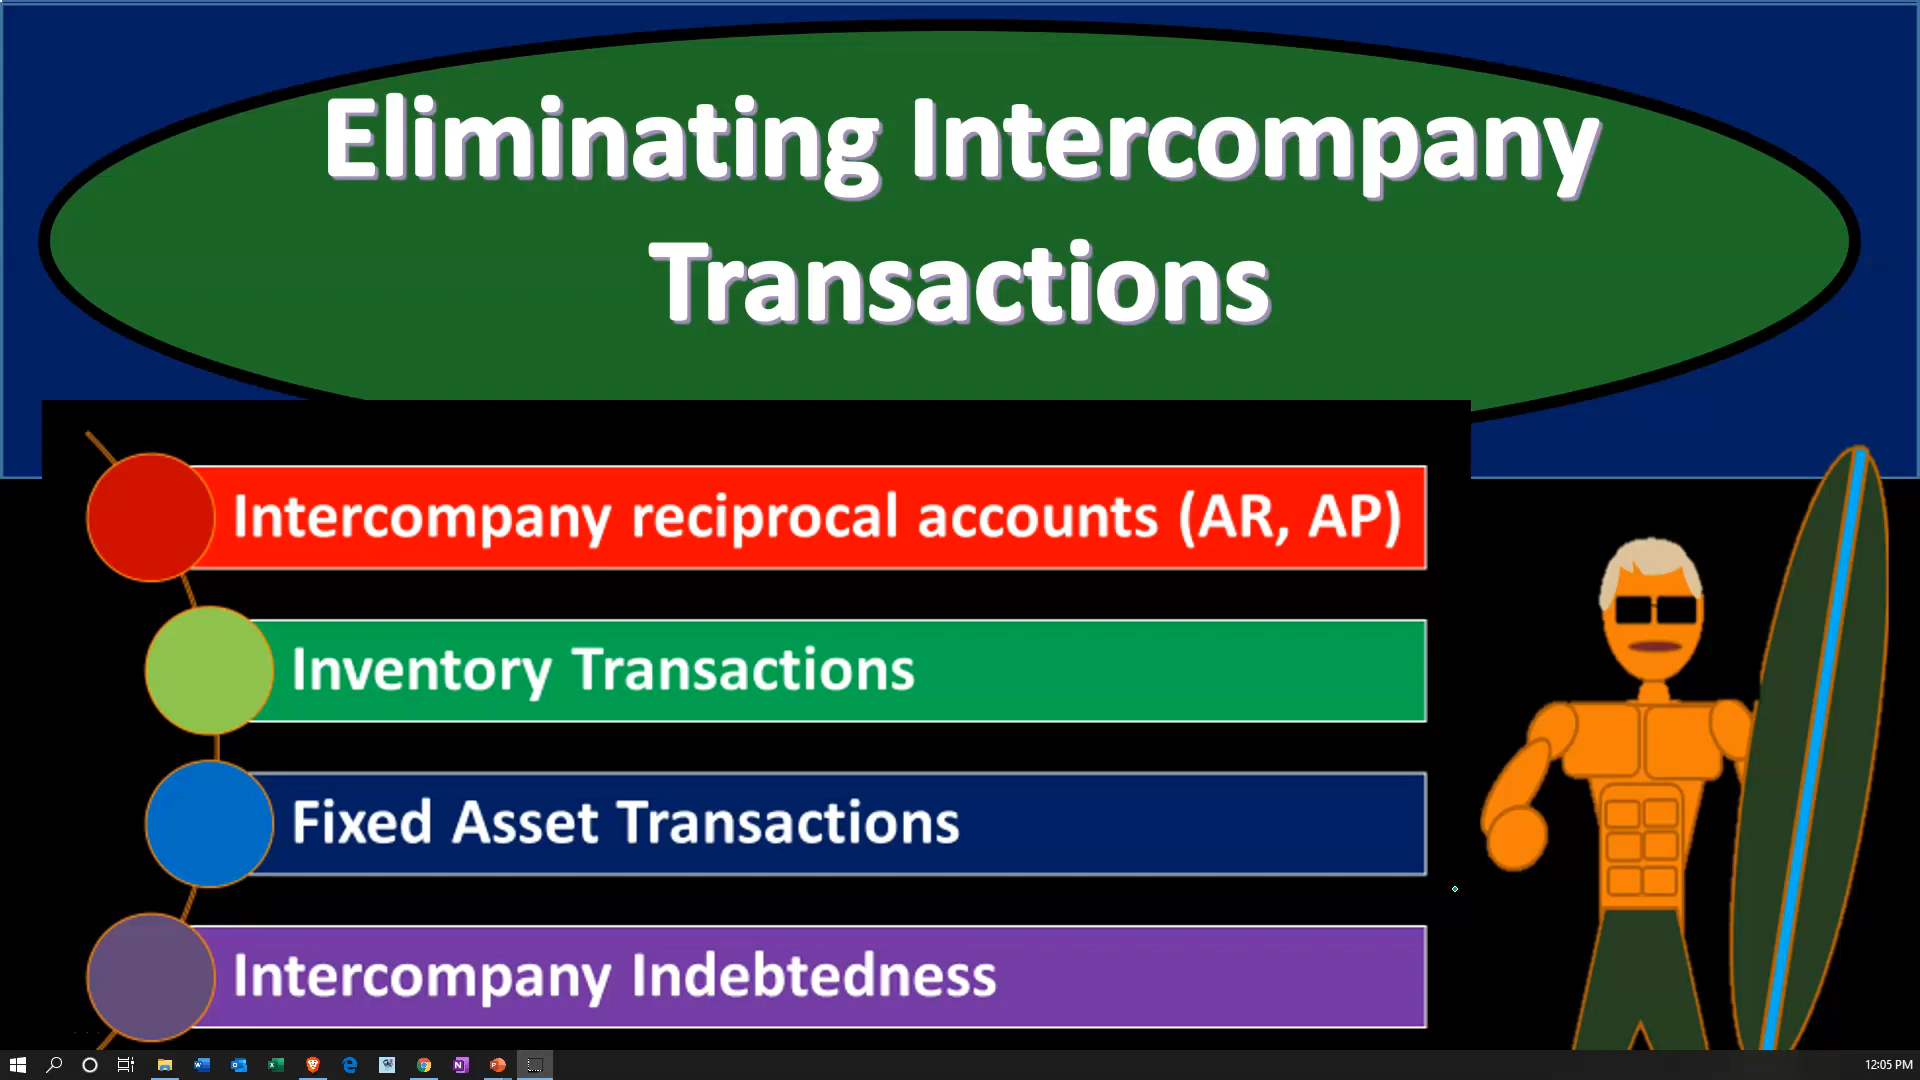 Eliminating Intercompany
Transactions
Intercompany reciprocal accounts (AR, AP)
Inventory Transactions
Fixed Asset Transactions
Intercompany Indebtedness
12:05 PM